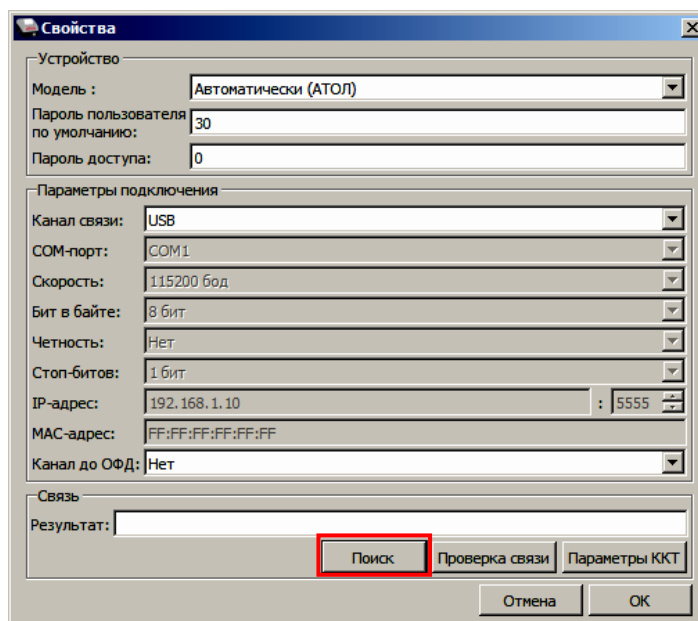 Свойства
Устройство
Модель : Автоматически (АТОЛ)
Пароль пользователя
по умолчанию: 30
Пароль доступа: 0
Параметры подключения
Канал связи: USB
COM-порт: COM1
Скорость: 115200 бод
Бит в байте: 8 бит
Четность: Нет
Стоп-битов: 1 бит
IP-адрес: 192.168.1.10 : 5555
MAC-адрес: FF:FF:FF:FF:FF:FF
Канал до ОФД: Нет
Связь
Результат:
Поиск Проверка связи Параметры ККТ
Отмена ОК